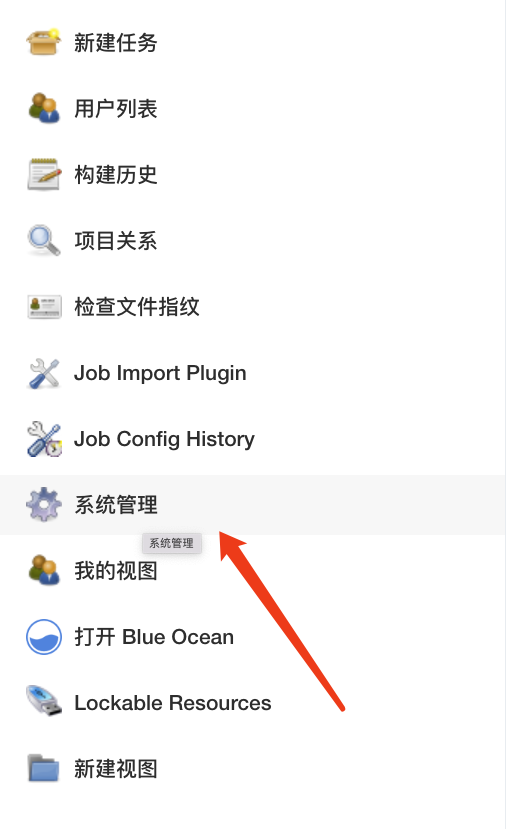 新建任务
用户列表
构建历史
项目关系
检查文件指纹
Job Import Plugin
Job Config History
系统管理
系统管理
我的视图
打开 Blue Ocean
Lockable Resources
新建视图